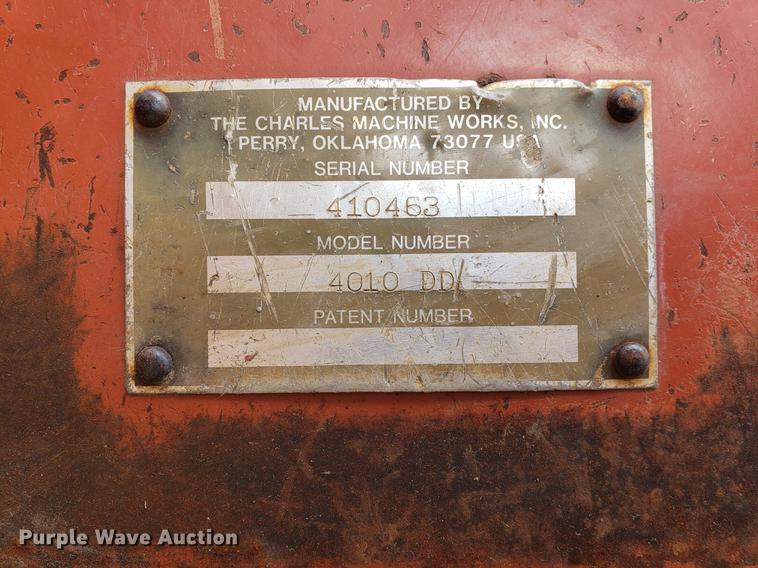 MANUFACTURED BY
THE CHARLES MACHINE WORKS, INC.
PERRY, OKLAHOMA 73077 USA
SERIAL NUMBER
410463
MODEL NUMBER
4010 DD
PATENT NUMBER
Purple Wave Auction